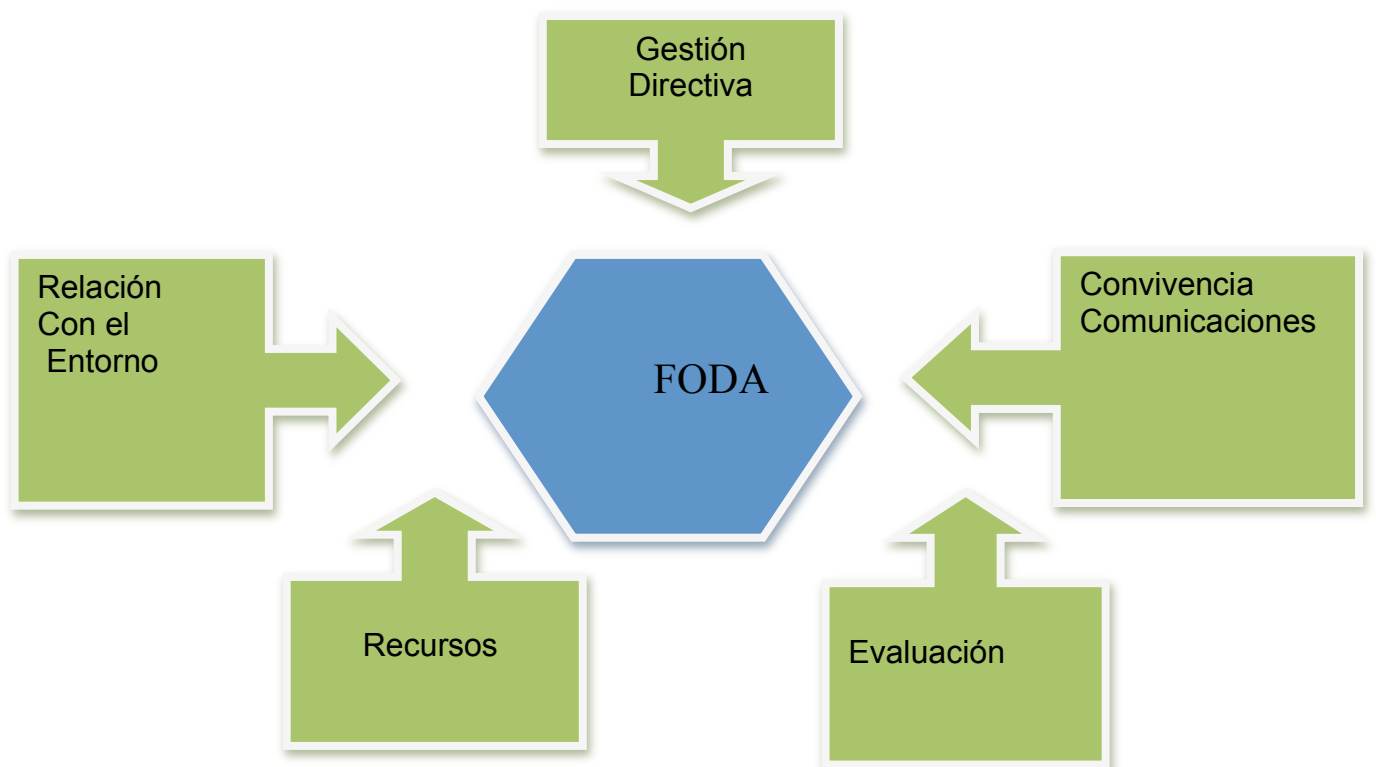 Gestión
Directiva
Relación
Con el
Entorno
Convivencia
Comunicaciones
FODA
Recursos
Evaluación